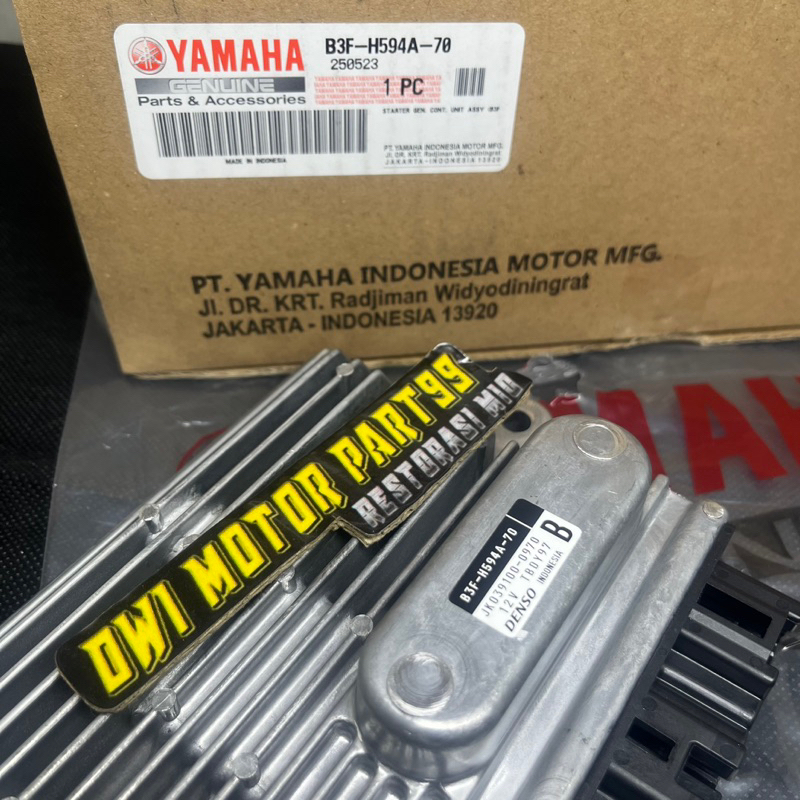 YAMAHA
GENUINE
Parts & Accessories
B3F-H594A-70
250523
1 PC
STARTER GEN. CONT. UNIT ASSY
MADE IN INDONESIA
PT. YAMAHA INDONESIA MOTOR MFG.
Jl. DR. KRT. Radjiman Widyodiningrat
JAKARTA-INDONESIA 13920
PT. YAMAHA INDONESIA MOTOR MFG.
Jl. DR. KRT. Radjiman Widyodiningrat
JAKARTA - INDONESIA 13920
DWI MOTOR PART99
RESTORASI MIO
B3F-H594A-70
JK039100-0970
12V TBDY97
DENSO INDONESIA
B